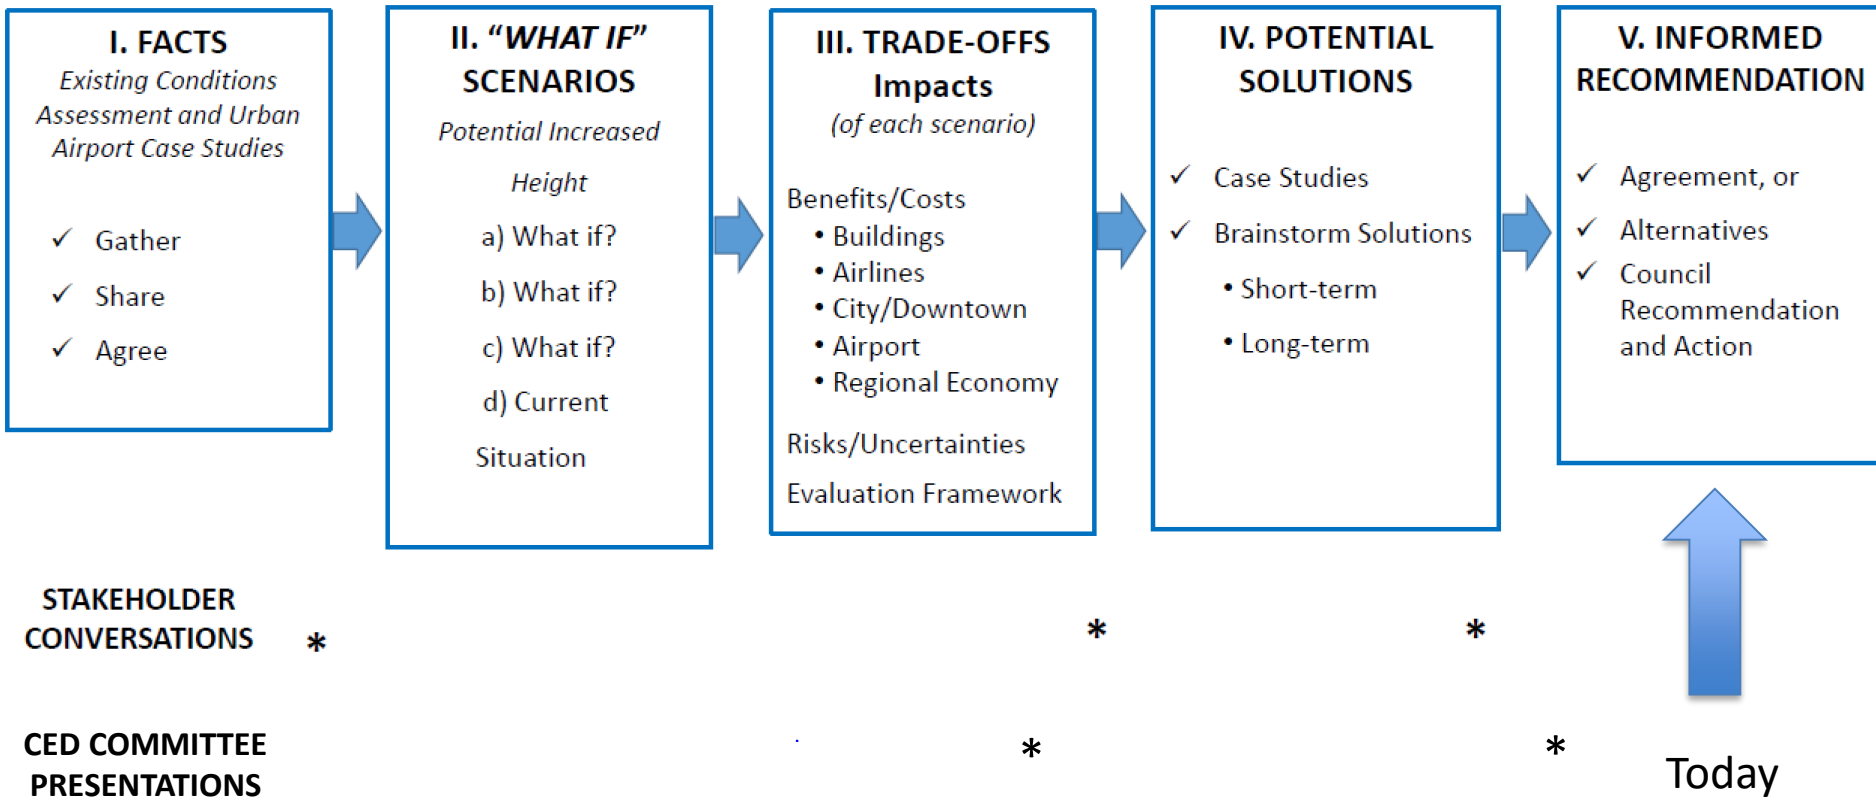 I. FACTS
Existing Conditions
Assessment and Urban
Airport Case Studies
✓ Gather
✓ Share
✓ Agree
II. “WHAT IF”
SCENARIOS
Potential Increased
Height
a) What if?
b) What if?
c) What if?
d) Current
Situation
III. TRADE-OFFS
Impacts
(of each scenario)
Benefits/Costs
• Buildings
• Airlines
• City/Downtown
• Airport
• Regional Economy
Risks/Uncertainties
Evaluation Framework
IV. POTENTIAL
SOLUTIONS
✓ Case Studies
✓ Brainstorm Solutions
• Short-term
• Long-term
V. INFORMED
RECOMMENDATION
✓ Agreement, or
✓ Alternatives
✓ Council
Recommendation
and Action
STAKEHOLDER
CONVERSATIONS * * *
CED COMMITTEE
PRESENTATIONS * *
Today